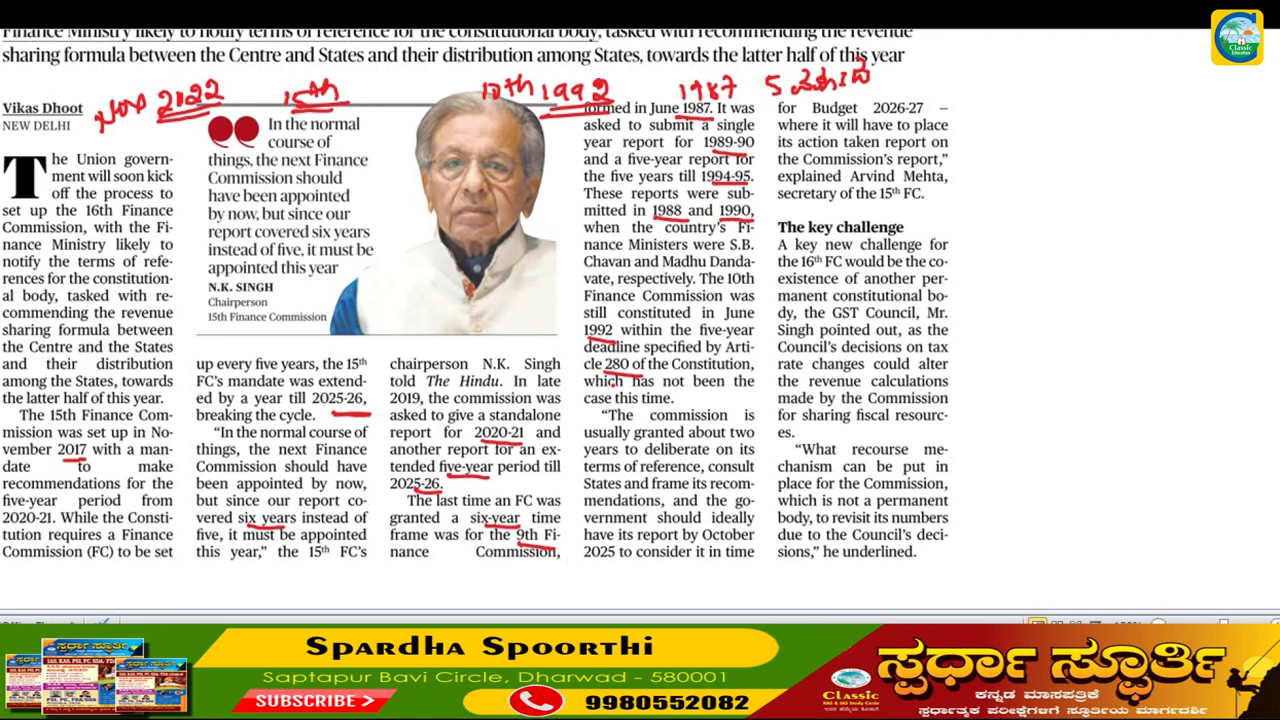 Finance Ministry likely to notify terms of reference for the constitutional body, tasked with recommending the revenue
sharing formula between the Centre and States and their distribution among States, towards the latter half of this year
Nov 2022
15th
10th 1992
1987
5
Vikas Dhoot
NEW DELHI
The Union govern-
ment will soon kick
off the process to
set up the 16th Finance
Commission, with the Fi-
nance Ministry likely to
notify the terms of refe-
rences for the constitution-
al body, tasked with re-
commending the revenue
sharing formula between
the Centre and the States
and their distribution
among the States, towards
the latter half of this year.
The 15th Finance Com-
mission was set up in No-
vember 2017 with a man-
date to make
recommendations for the
five-year period from
2020-21. While the Consti-
tution requires a Finance
Commission (FC) to be set
In the normal
course of
things, the next Finance
Commission should
have been appointed
by now, but since our
report covered six years
instead of five, it must be
appointed this year
N.K. SINGH
Chairperson
15th Finance Commission
up every five years, the 15th
FC's mandate was extend-
ed by a year till 2025-26,
breaking the cycle.
"In the normal course of
things, the next Finance
Commission should have
been appointed by now,
but since our report co-
vered six years instead of
five, it must be appointed
this year," the 15th FC's
chairperson N.K. Singh
told The Hindu. In late
2019, the commission was
asked to give a standalone
report for 2020-21 and
another report for an ex-
tended five-year period till
2025-26.
The last time an FC was
granted a six-year time
frame was for the 9th Fi-
nance Commission,
formed in June 1987. It was
asked to submit a single
year report for 1989-90
and a five-year report for
the five years till 1994-95.
These reports were sub-
mitted in 1988 and 1990,
when the country's Fi-
nance Ministers were S.B.
Chavan and Madhu Danda-
vate, respectively. The 10th
Finance Commission was
still constituted in June
1992 within the five-year
deadline specified by Arti-
cle 280 of the Constitution,
which has not been the
case this time.
"The commission is
usually granted about two
years to deliberate on its
terms of reference, consult
States and frame its recom-
mendations, and the go-
vernment should ideally
have its report by October
2025 to consider it in time
for Budget 2026-27 –
where it will have to place
its action taken report on
the Commission's report,"
explained Arvind Mehta,
secretary of the 15th FC.
The key challenge
A key new challenge for
the 16th FC would be the co-
existence of another per-
manent constitutional bo-
dy, the GST Council, Mr.
Singh pointed out, as the
Council's decisions on tax
rate changes could alter
the revenue calculations
made by the Commission
for sharing fiscal resourc-
es.
"What recourse me-
chanism can be put in
place for the Commission,
which is not a permanent
body, to revisit its numbers
due to the Council's deci-
sions," he underlined.
Classic
Education
Spardha Spoorthi
Saptapur Bavi Circle, Dharwad - 580001
SUBSCRIBE
9980552082
ಸ್ಪರ್ಧಾ ಸ್ಫೂರ್ತಿ
Classic
ಕನ್ನಡ ಮಾಸಪತ್ರಿಕೆ
ಸ್ಪರ್ಧಾತ್ಮಕ ಪರೀಕ್ಷೆಗಳಿಗೆ ಸ್ಫೂರ್ತಿಯ ಮಾರ್ಗದರ್ಶಿ